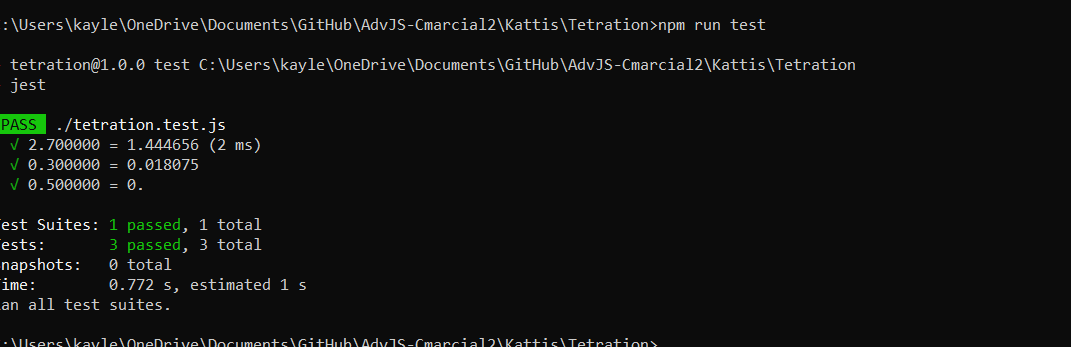 :\Users\kayle\OneDrive\Documents\GitHub\AdvJS-Cmarcial2\Kattis\Tetration>npm run test
tetration@1.0.0 test C:\Users\kayle\OneDrive\Documents\GitHub\AdvJS-Cmarcial2\Kattis\Tetration
jest
PASS ./tetration.test.js
√ 2.700000 = 1.444656 (2 ms)
√ 0.300000 = 0.018075
√ 0.500000 = 0.
est Suites: 1 passed, 1 total
ests: 3 passed, 3 total
napshots: 0 total
ime: 0.772 s, estimated 1 s
an all test suites.
:\Users\kayle\OneDrive\Documents\GitHub\AdvJS-Cmarcial2\Kattis\Tetration>